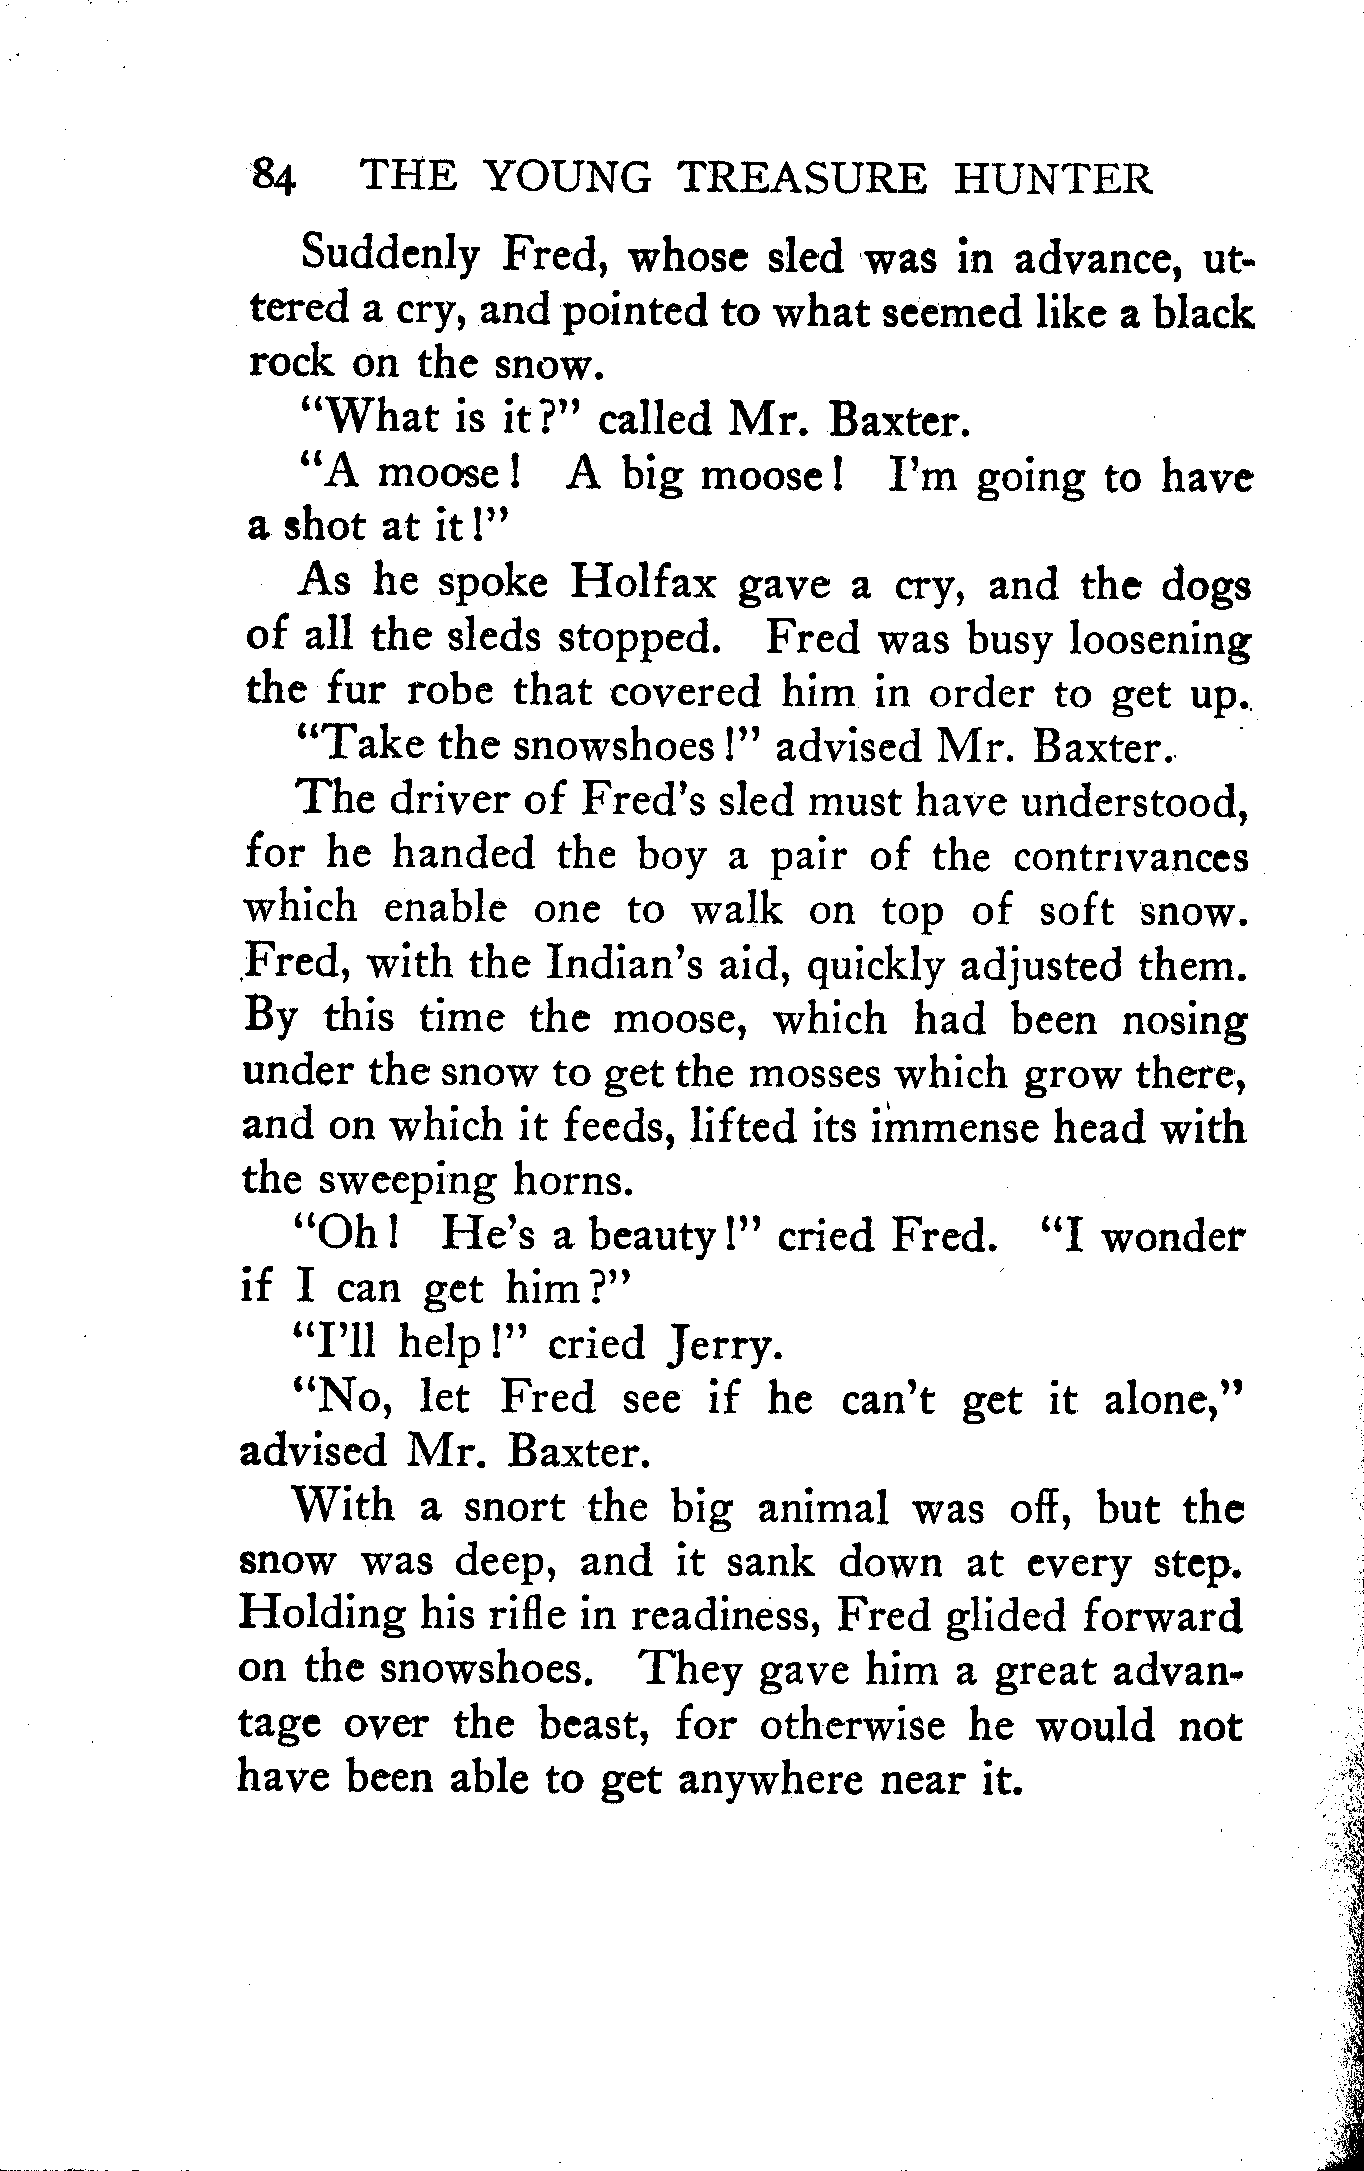 84 THE YOUNG TREASURE HUNTER
Suddenly Fred, whose sled was in advance, ut-
tered a cry, and pointed to what seemed like a black
rock on the snow.
“What is it?” called Mr. Baxter.
“A moose! A big moose! I’m going to have
a shot at it!”
As he spoke Holfax gave a cry, and the dogs
of all the sleds stopped. Fred was busy loosening
the fur robe that covered him in order to get up.
“Take the snowshoes!” advised Mr. Baxter.
The driver of Fred’s sled must have understood,
for he handed the boy a pair of the contrivances
which enable one to walk on top of soft snow.
Fred, with the Indian’s aid, quickly adjusted them.
By this time the moose, which had been nosing
under the snow to get the mosses which grow there,
and on which it feeds, lifted its immense head with
the sweeping horns.
“Oh! He’s a beauty!” cried Fred. “I wonder
if I can get him?”
“I’ll help!” cried Jerry.
“No, let Fred see if he can’t get it alone,”
advised Mr. Baxter.
With a snort the big animal was off, but the
snow was deep, and it sank down at every step.
Holding his rifle in readiness, Fred glided forward
on the snowshoes. They gave him a great advan-
tage over the beast, for otherwise he would not
have been able to get anywhere near it.